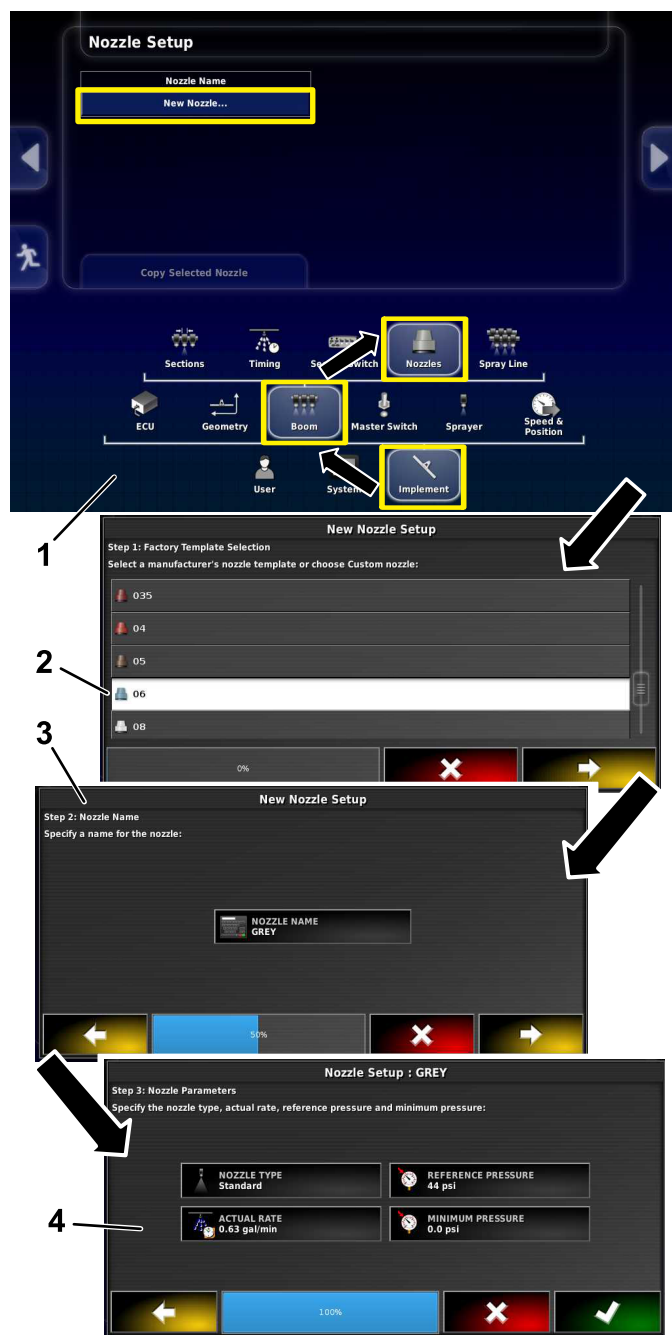 Nozzle Setup
Nozzle Name
New Nozzle...
Copy Selected Nozzle
Sections
Timing
Nozzles
Spray Line
ECU
Geometry
Boom
Master Switch
Sprayer
Speed &
Position
User
System
Implement
1
New Nozzle Setup
Step 1: Factory Template Selection
Select a manufacturer's nozzle template or choose Custom nozzle:
035
04
05
06
08
0%
2
3
New Nozzle Setup
Step 2: Nozzle Name
Specify a name for the nozzle:
NOZZLE NAME
GREY
50%
Nozzle Setup : GREY
Step 3: Nozzle Parameters
Specify the nozzle type, actual rate, reference pressure and minimum pressure:
NOZZLE TYPE
Standard
REFERENCE PRESSURE
44 psi
ACTUAL RATE
0.63 gal/min
MINIMUM PRESSURE
0.0 psi
4
100%